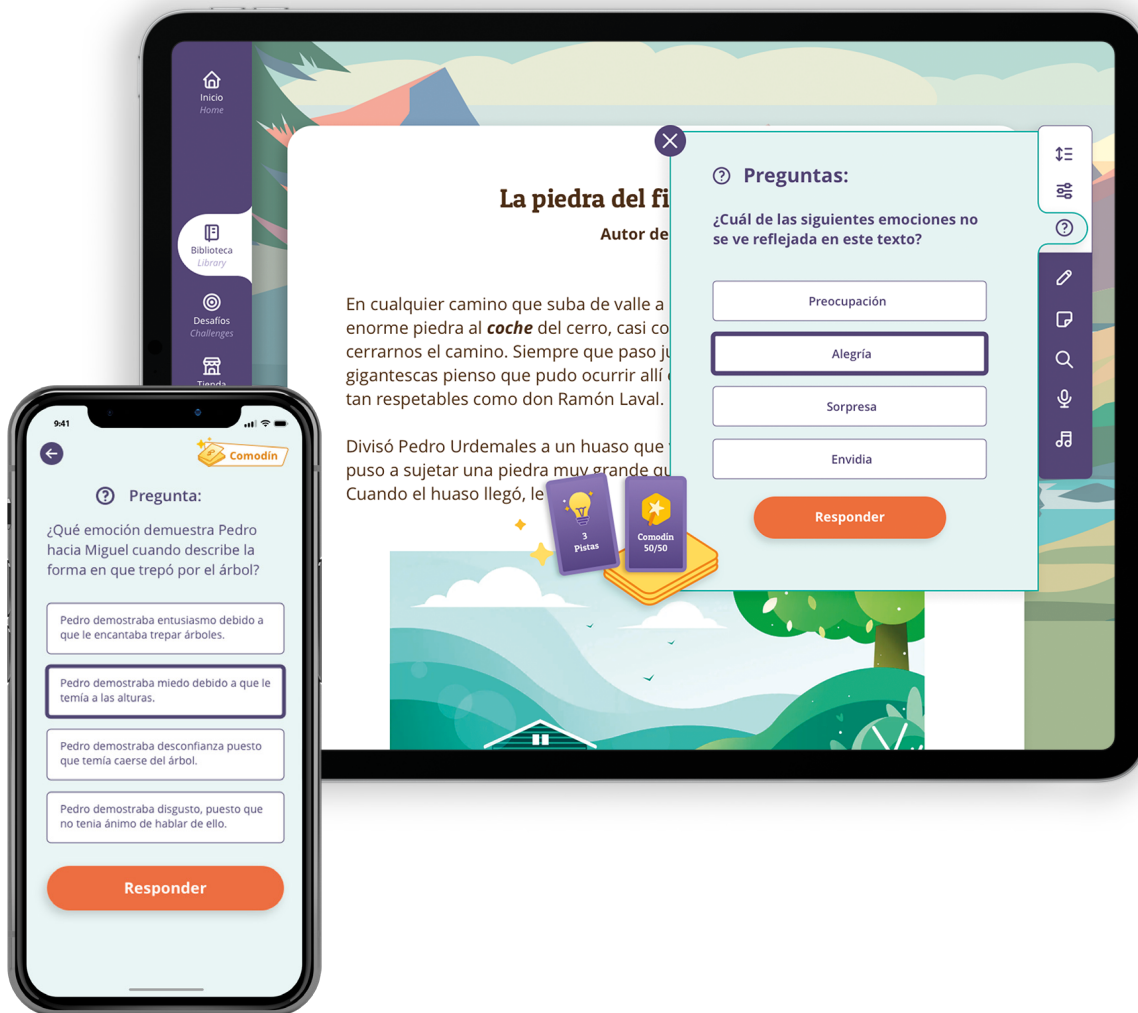 Inicio
Home
Biblioteca
Library
Desafíos
Challenges
Tienda
La piedra del
Autor de
En cualquier camino que suba de valle a
enorme piedra al coche del cerro, casi
cerrarnos el camino. Siempre que paso
gigantescas pienso que pudo ocurrir allí
tan respetables como don Ramón Laval.
Divisó Pedro Urdemales a un huaso que
puso a sujetar una piedra muy grande
Cuando el huaso llegó, le
3
Pistas
Comodín
50/50
Preguntas:
¿Cuál de las siguientes emociones no
se ve reflejada en este texto?
Preocupación
Alegría
Sorpresa
Envidia
Responder
9:41
Comodín
Pregunta:
¿Qué emoción demuestra Pedro
hacia Miguel cuando describe la
forma en que trepó por el árbol?
Pedro demostraba entusiasmo debido a
que le encantaba trepar árboles.
Pedro demostraba miedo debido a que le
temía a las alturas.
Pedro demostraba desconfianza puesto
que temía caerse del árbol.
Pedro demostraba disgusto, puesto que
no tenia ánimo de hablar de ello.
Responder